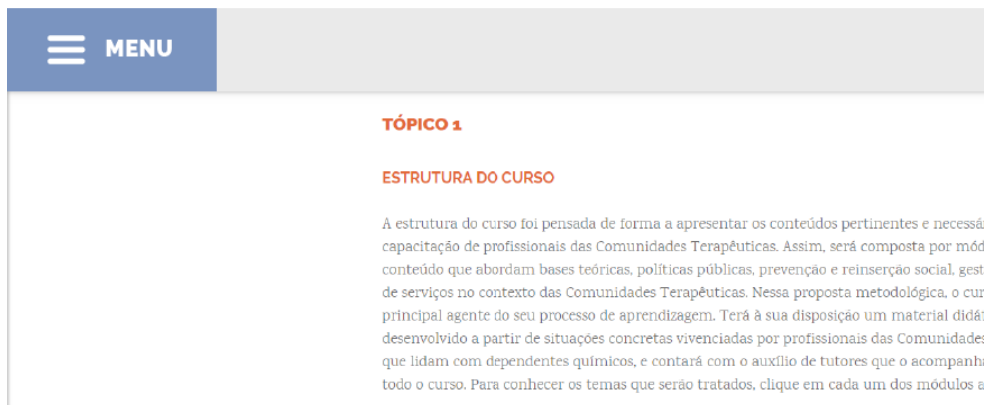 MENU
TÓPICO 1
ESTRUTURA DO CURSO
A estrutura do curso foi pensada de forma a apresentar os conteúdos pertinentes e
capacitação de profissionais das Comunidades Terapêuticas. Assim, será composta por
conteúdo que abordam bases teóricas, políticas públicas, prevenção e reinserção social,
de serviços no contexto das Comunidades Terapêuticas. Nessa proposta metodológica, o
principal agente do seu processo de aprendizagem. Terá à sua disposição um material
desenvolvido a partir de situações concretas vivenciadas por profissionais das Comunidades
que lidam com dependentes químicos, e contará com o auxílio de tutores que o
todo o curso. Para conhecer os temas que serão tratados, clique em cada um dos módulos